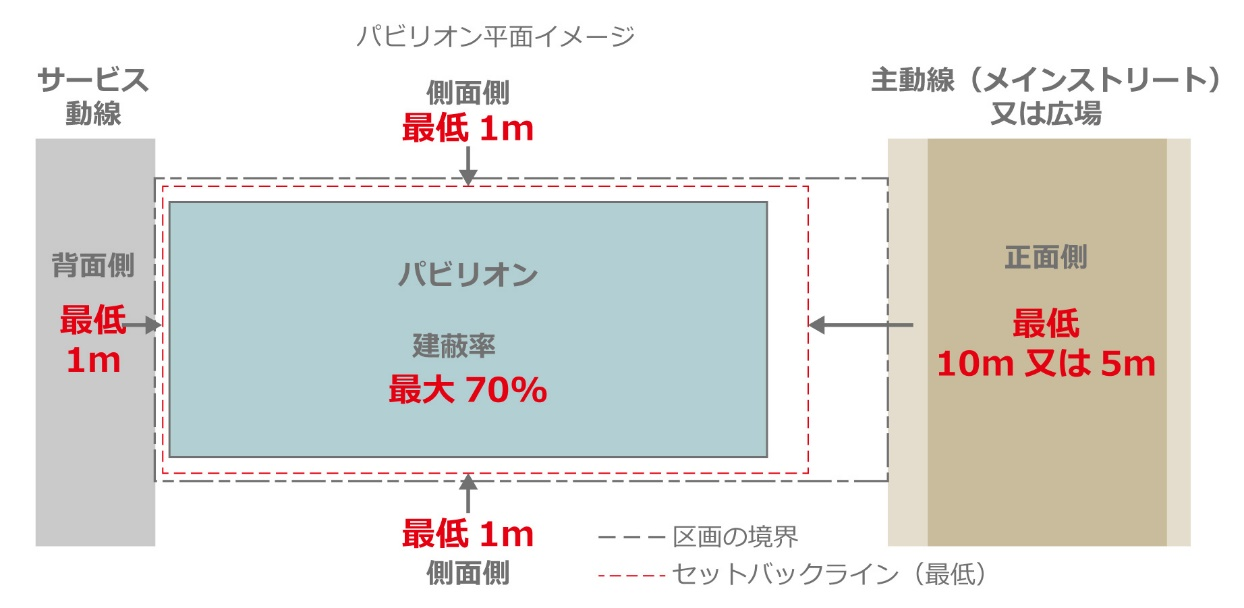 パビリオン平面イメージ
サービス
動線
側面側
最低 1m
主動線（メインストリート）
又は広場
背面側
最低
1m
パビリオン
建蔽率
最大 70%
正面側
最低
10m 又は 5m
最低 1m
側面側
区画の境界
セットバックライン（最低）